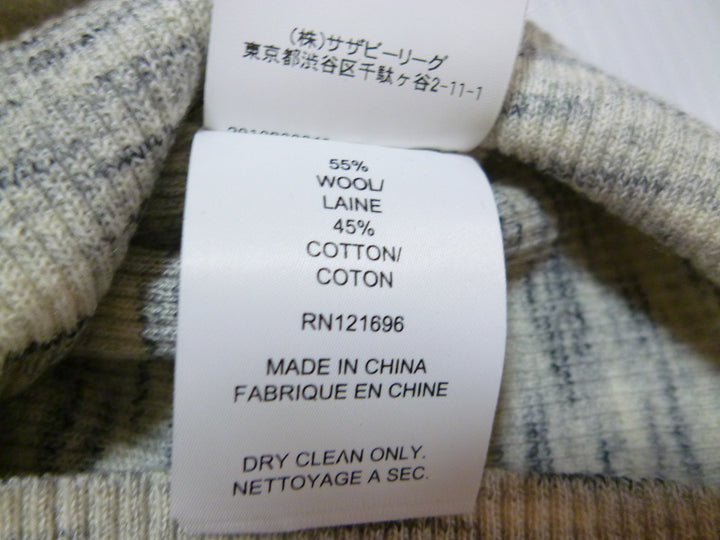 (株)サザビーリーグ
東京都渋谷区千駄ヶ谷2-11-1
55%
WOOL/
LAINE
45%
COTTON/
COTON
RN121696
MADE IN CHINA
FABRIQUE EN CHINE
DRY CLEAN ONLY.
NETTOYAGE A SEC.